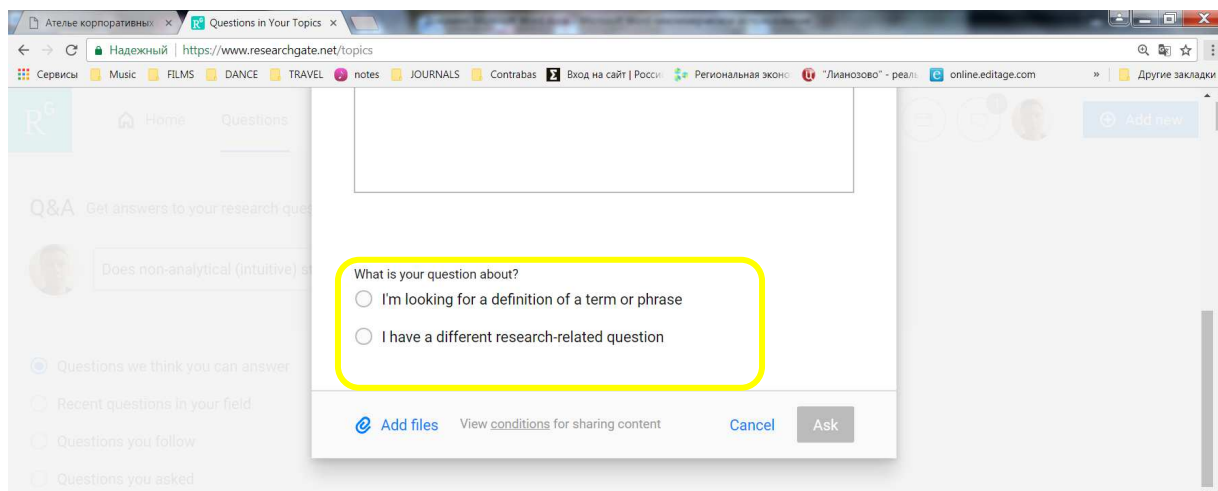 Ателье корпоративных × Questions in Your Topics ×
Надежный | https://www.researchgate.net/topics
Сервисы Music FILMS DANCE TRAVEL notes JOURNALS Contrabas Вход на сайт | Росси Региональная эконо "Лианозово" - реал online.editage.com » Другие закладки
RG Home Questions Add new
Q&A Get answers to your research ques
Does non-analytical (intuitive) st
What is your question about?
I'm looking for a definition of a term or phrase
I have a different research-related question
Questions we think you can answer
Recent questions in your field
Questions you follow
Questions you asked
Add files View conditions for sharing content Cancel Ask